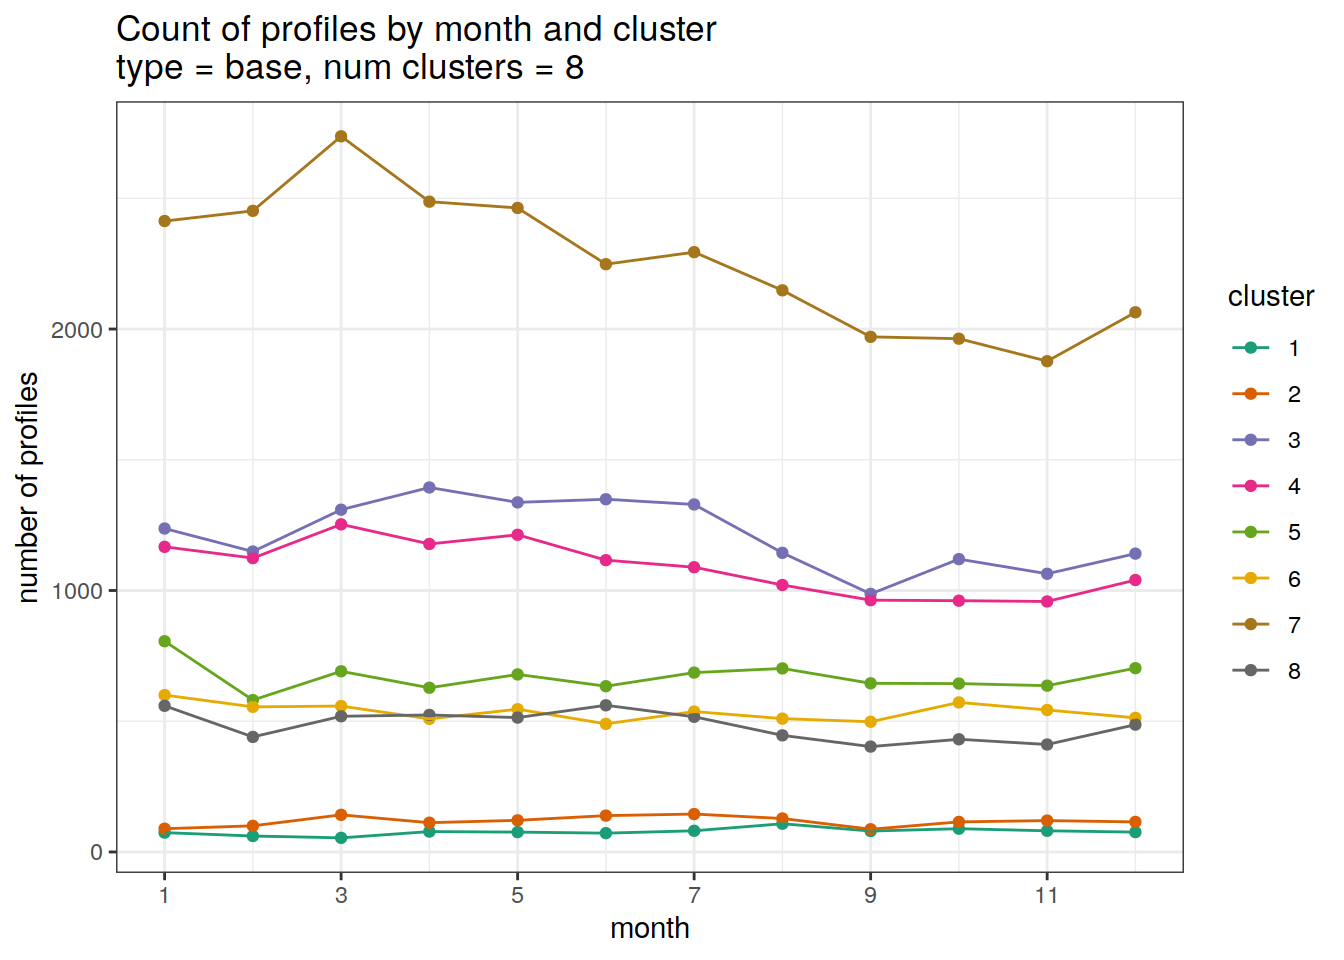 Count of profiles by month and cluster
type = base, num clusters = 8
number of profiles
2000
1000
0
1 3 5 7 9 11
month
cluster
1
2
3
4
5
6
7
8